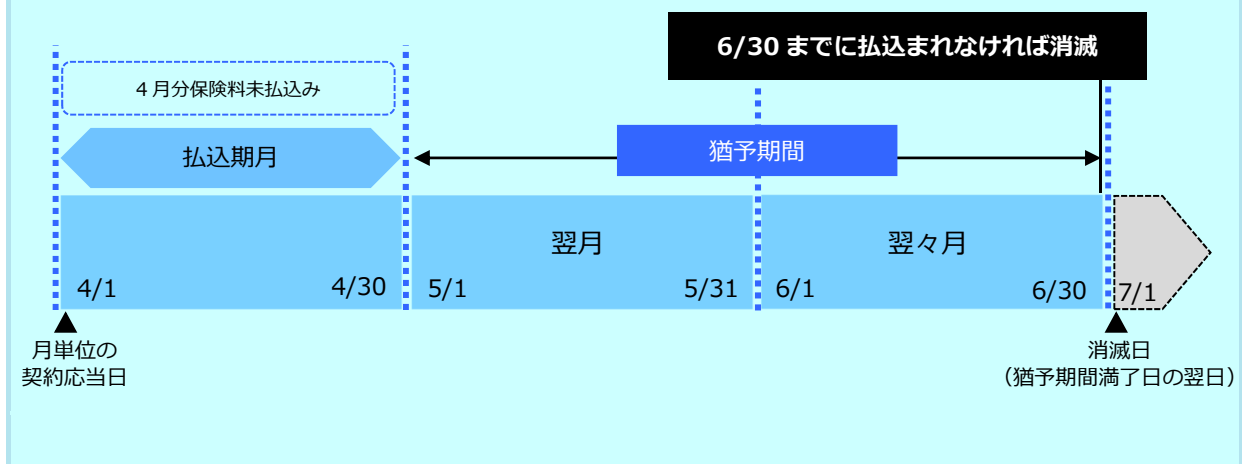 6/30 までに払込まれなければ消滅
4月分保険料未払込み
払込期月
猶予期間
翌月
翌々月
4/1
4/30
5/1
5/31
6/1
6/30
7/1
月単位の
契約応当日
消滅日
(猶予期間満了日の翌日)